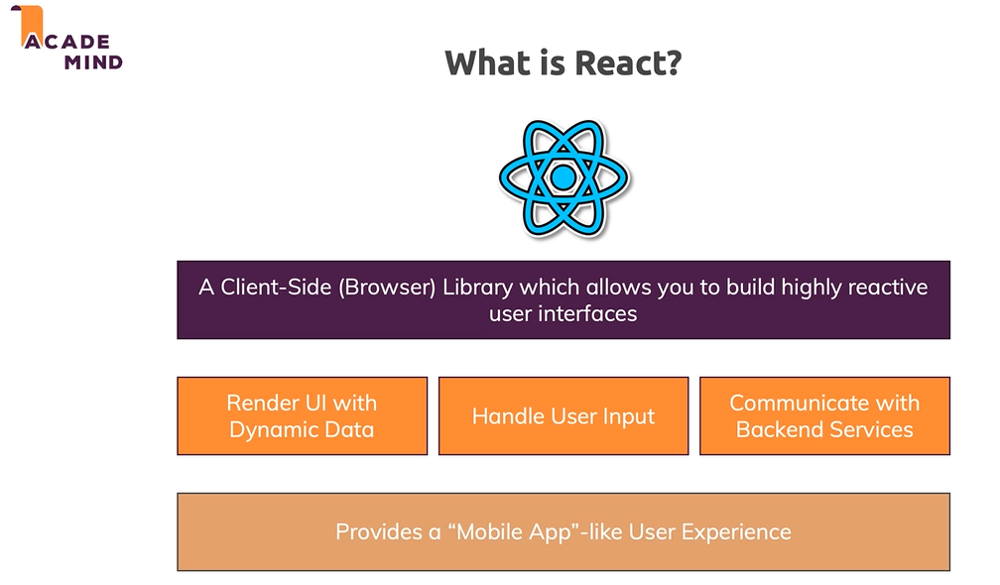 ACADE
MIND
What is React?
A Client-Side (Browser) Library which allows you to build highly reactive
user interfaces
Render UI with
Dynamic Data
Handle User Input
Communicate with
Backend Services
Provides a “Mobile App”-like User Experience